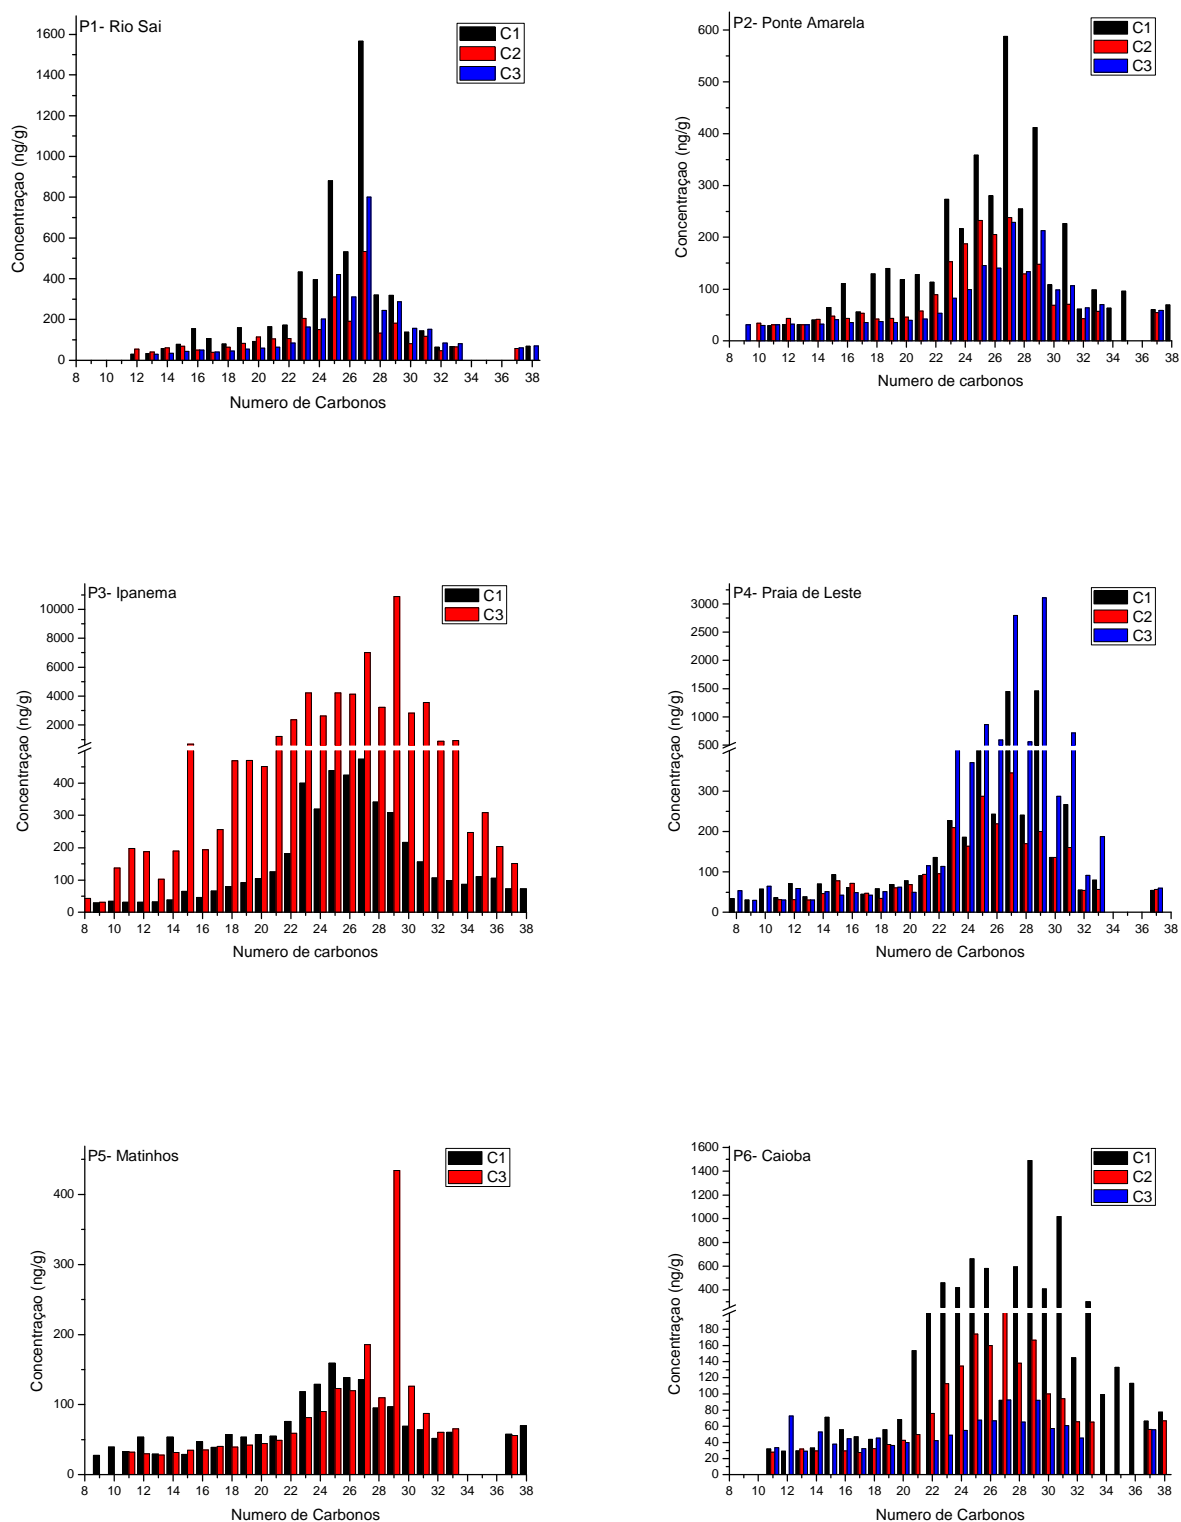 P1- Rio Sai
C1
C2
C3
Concentraçao (ng/g)
1600
1400
1200
1000
800
600
400
200
0
8 10 12 14 16 18 20 22 24 26 28 30 32 34 36 38
Numero de Carbonos
P2- Ponte Amarela
C1
C2
C3
Concentraçao (ng/g)
600
500
400
300
200
100
0
8 10 12 14 16 18 20 22 24 26 28 30 32 34 36 38
Numero de carbonos
P3- Ipanema
C1
C3
Concentraçao (ng/g)
10000
8000
6000
4000
2000
400
300
200
100
0
8 10 12 14 16 18 20 22 24 26 28 30 32 34 36 38
Numero de carbonos
P4- Praia de Leste
C1
C2
C3
Concentraçao (ng/g)
3000
2500
2000
1500
1000
500
300
200
100
0
8 10 12 14 16 18 20 22 24 26 28 30 32 34 36 38
Numero de Carbonos
P5- Matinhos
C1
C3
Concentraçao (ng/g)
400
300
200
100
0
8 10 12 14 16 18 20 22 24 26 28 30 32 34 36 38
Numero de Carbonos
P6- Caioba
C1
C2
C3
Concentraçao (ng/g)
1600
1400
1200
1000
800
600
400
180
160
140
120
100
80
60
40
20
0
8 10 12 14 16 18 20 22 24 26 28 30 32 34 36 38
Numero de Carbonos